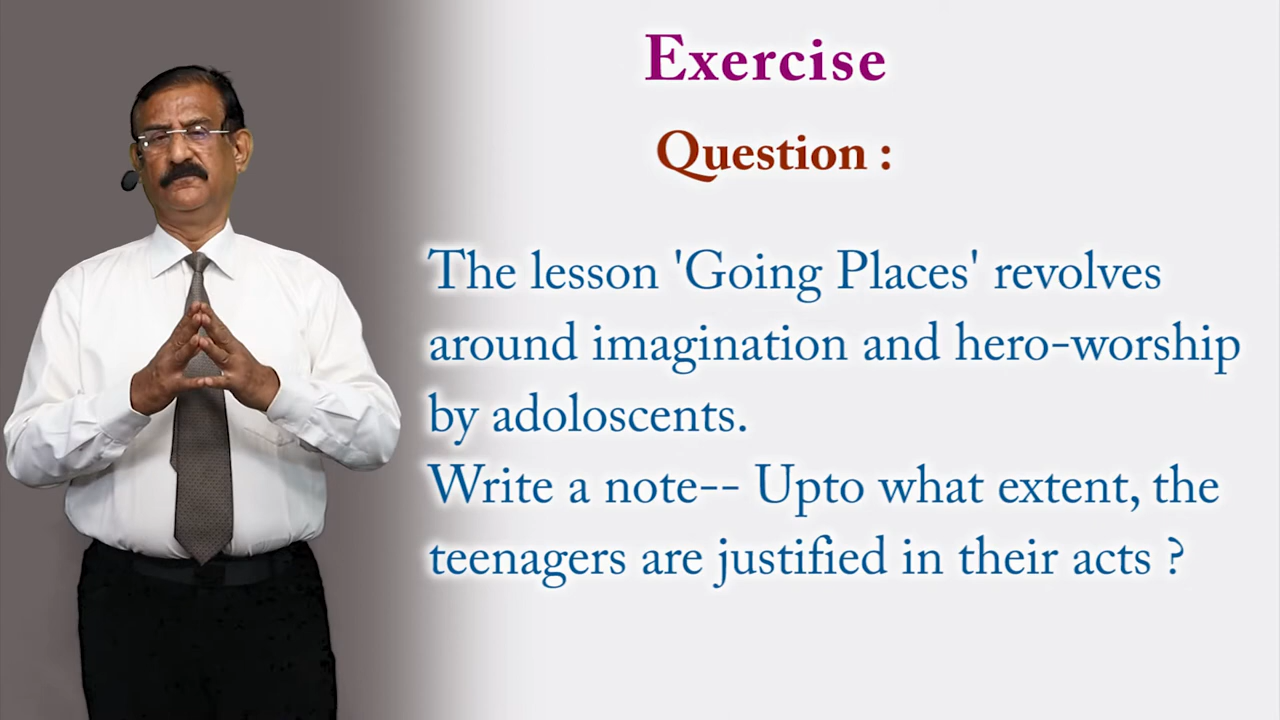 Exercise
Question :
The lesson 'Going Places' revolves
around imagination and hero-worship
by adoloscents.
Write a note-- Upto what extent, the
teenagers are justified in their acts ?